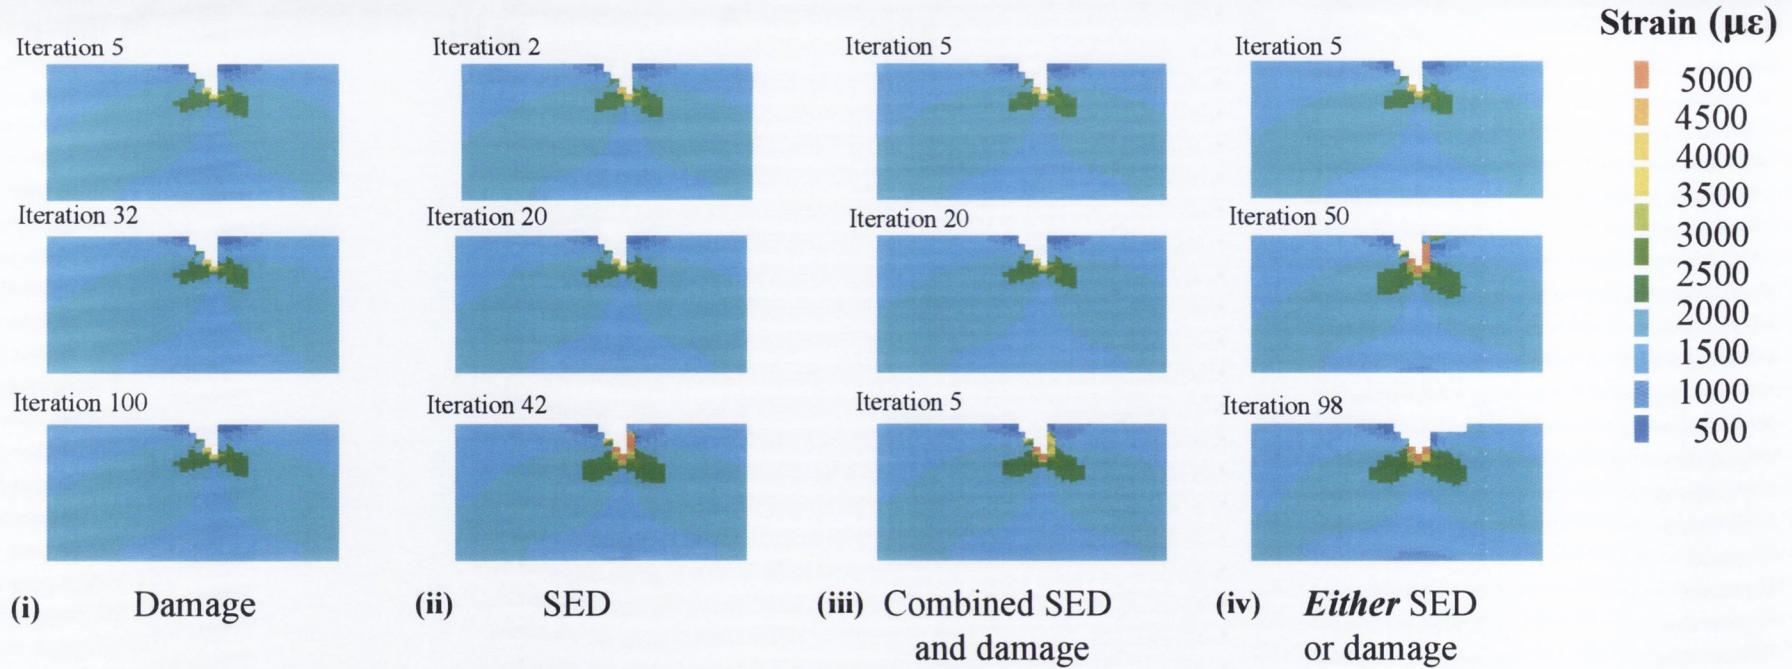 Strain (με)
Iteration 5
Iteration 2
Iteration 5
Iteration 5
5000
4500
4000
3500
3000
2500
2000
1500
1000
500
Iteration 32
Iteration 20
Iteration 20
Iteration 50
Iteration 100
Iteration 42
Iteration 5
Iteration 98
(i) Damage
(ii) SED
(iii) Combined SED
and damage
(iv) Either SED
or damage